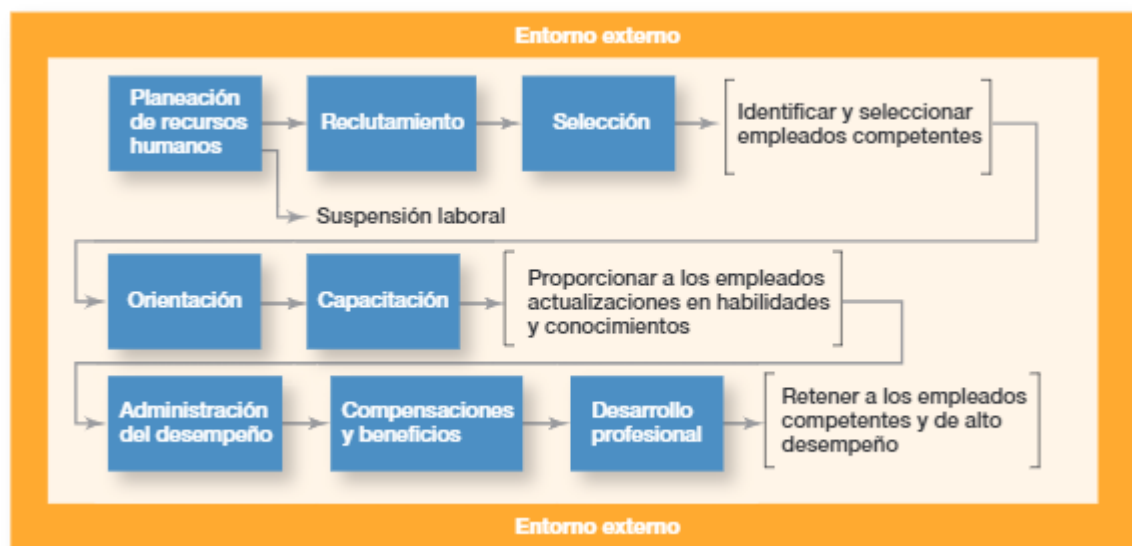 Entorno externo
Planeación
de recursos
humanos
Reclutamiento
Selección
Identificar y seleccionar
empleados competentes
Suspensión laboral
Orientación
Capacitación
Proporcionar a los empleados
actualizaciones en habilidades
y conocimientos
Administración
del desempeño
Compensaciones
y beneficios
Desarrollo
profesional
Retener a los empleados
competentes y de alto
desempeño
Entorno externo